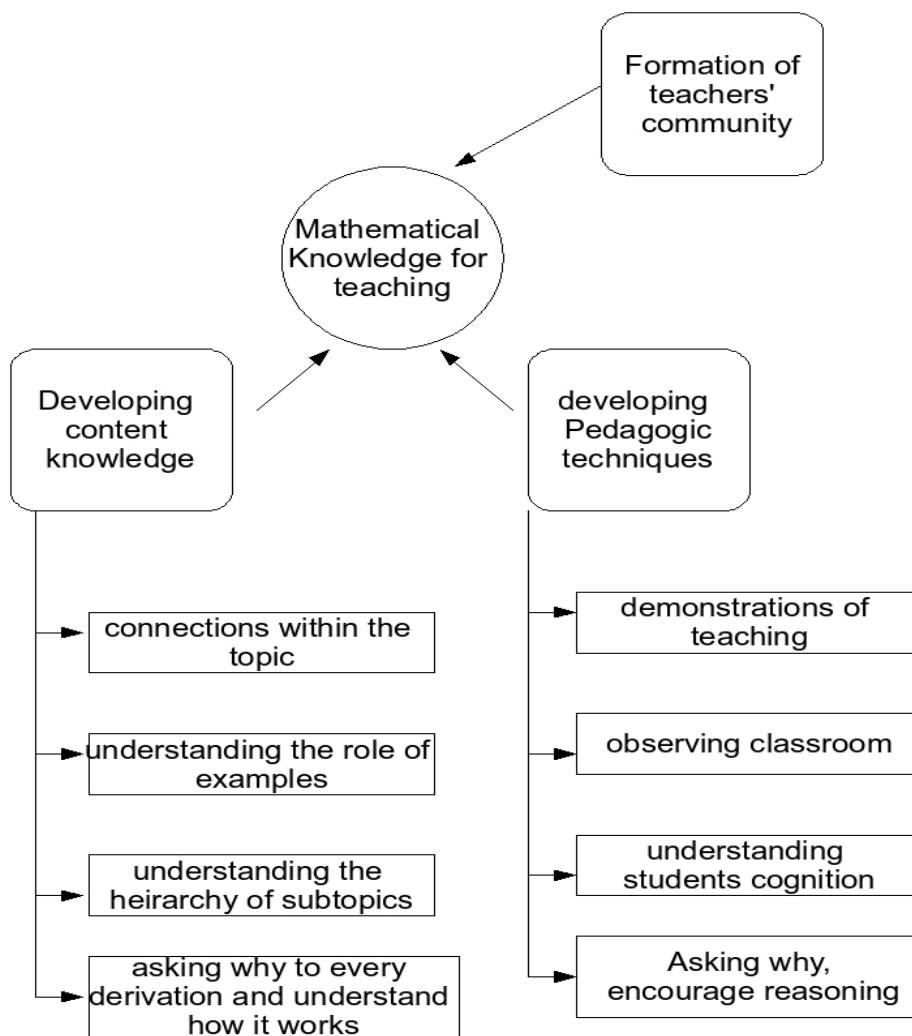 Formation of
teachers'
community
Mathematical
Knowledge for
teaching
Developing
content
knowledge
developing
Pedagogic
techniques
connections within the
topic
understanding the role of
examples
understanding the
heirarchy of subtopics
asking why to every
derivation and understand
how it works
demonstrations of
teaching
observing classroom
understanding
students cognition
Asking why,
encourage reasoning